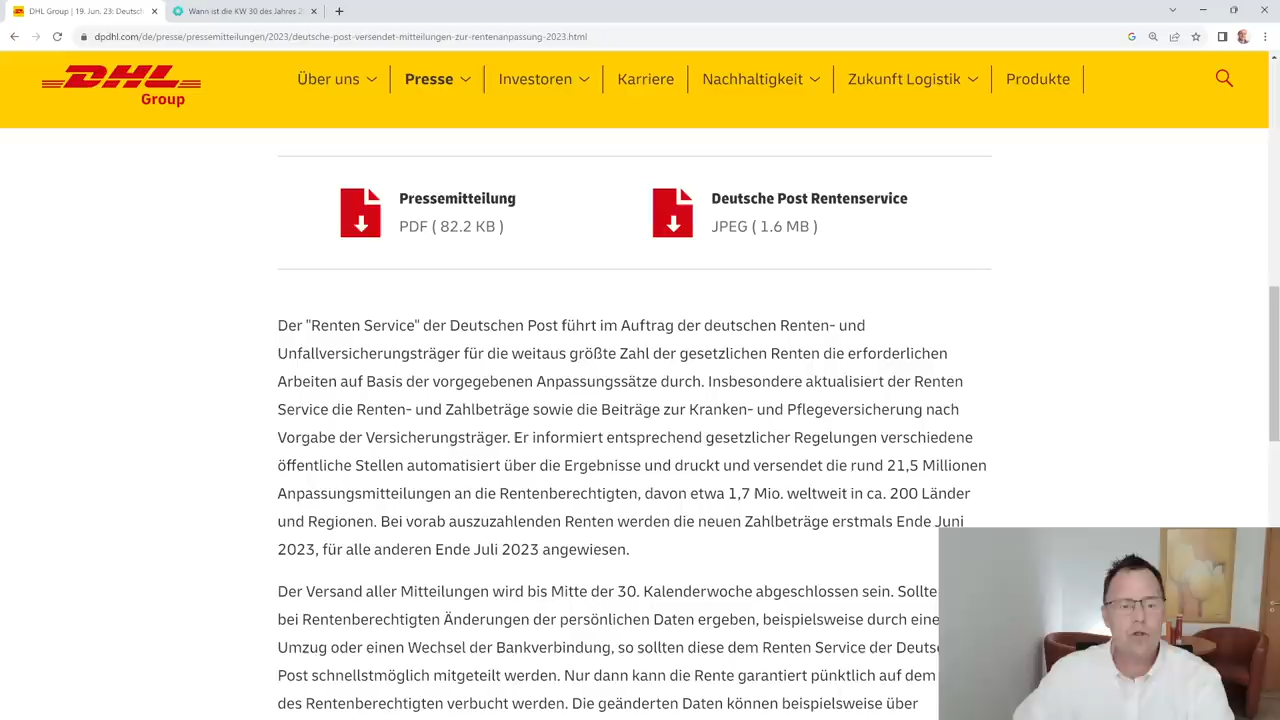 DHL Group | 19. Jun. 23: Deutsch
Wann ist die KW 30 des Jahres 2
dpdhl.com/de/presse/pressemitteilungen/2023/deutsche-post-versendet-mitteilungen-zur-rentenanpassung-2023.html
DHL
Group
Über uns
Presse
Investoren
Karriere
Nachhaltigkeit
Zukunft Logistik
Produkte
Pressemitteilung
PDF ( 82.2 KB )
Deutsche Post Rentenservice
JPEG ( 1.6 MB )
Der "Renten Service" der Deutschen Post führt im Auftrag der deutschen Renten- und
Unfallversicherungsträger für die weitaus größte Zahl der gesetzlichen Renten die erforderlichen
Arbeiten auf Basis der vorgegebenen Anpassungssätze durch. Insbesondere aktualisiert der Renten
Service die Renten- und Zahlbeträge sowie die Beiträge zur Kranken- und Pflegeversicherung nach
Vorgabe der Versicherungsträger. Er informiert entsprechend gesetzlicher Regelungen verschiedene
öffentliche Stellen automatisiert über die Ergebnisse und druckt und versendet die rund 21,5 Millionen
Anpassungsmitteilungen an die Rentenberechtigten, davon etwa 1,7 Mio. weltweit in ca. 200 Länder
und Regionen. Bei vorab auszuzahlenden Renten werden die neuen Zahlbeträge erstmals Ende Juni
2023, für alle anderen Ende Juli 2023 angewiesen.
Der Versand aller Mitteilungen wird bis Mitte der 30. Kalenderwoche abgeschlossen sein. Sollte
bei Rentenberechtigten Änderungen der persönlichen Daten ergeben, beispielsweise durch eine
Umzug oder einen Wechsel der Bankverbindung, so sollten diese dem Renten Service der Deuts
Post schnellstmöglich mitgeteilt werden. Nur dann kann die Rente garantiert pünktlich auf dem
des Rentenberechtigten verbucht werden. Die geänderten Daten können beispielsweise über